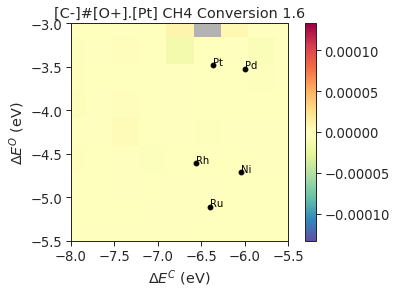 [C-]#[O+].[Pt] CH4 Conversion 1.6
−3.0
−3.5
−4.0
−4.5
−5.0
−5.5
ΔE^O (eV)
Pt
Pd
Rh
Ni
Ru
−8.0 −7.5 −7.0 −6.5 −6.0 −5.5
ΔE^C (eV)
0.00010
0.00005
0.00000
−0.00005
−0.00010